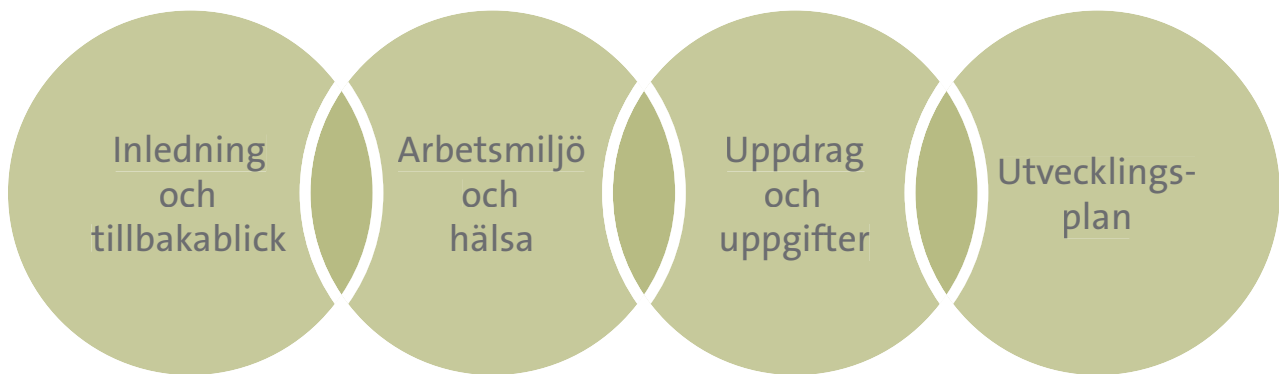 Inledning
och
tillbakablick
Arbetsmiljö
och
hälsa
Uppdrag
och
uppgifter
Utvecklings-
plan